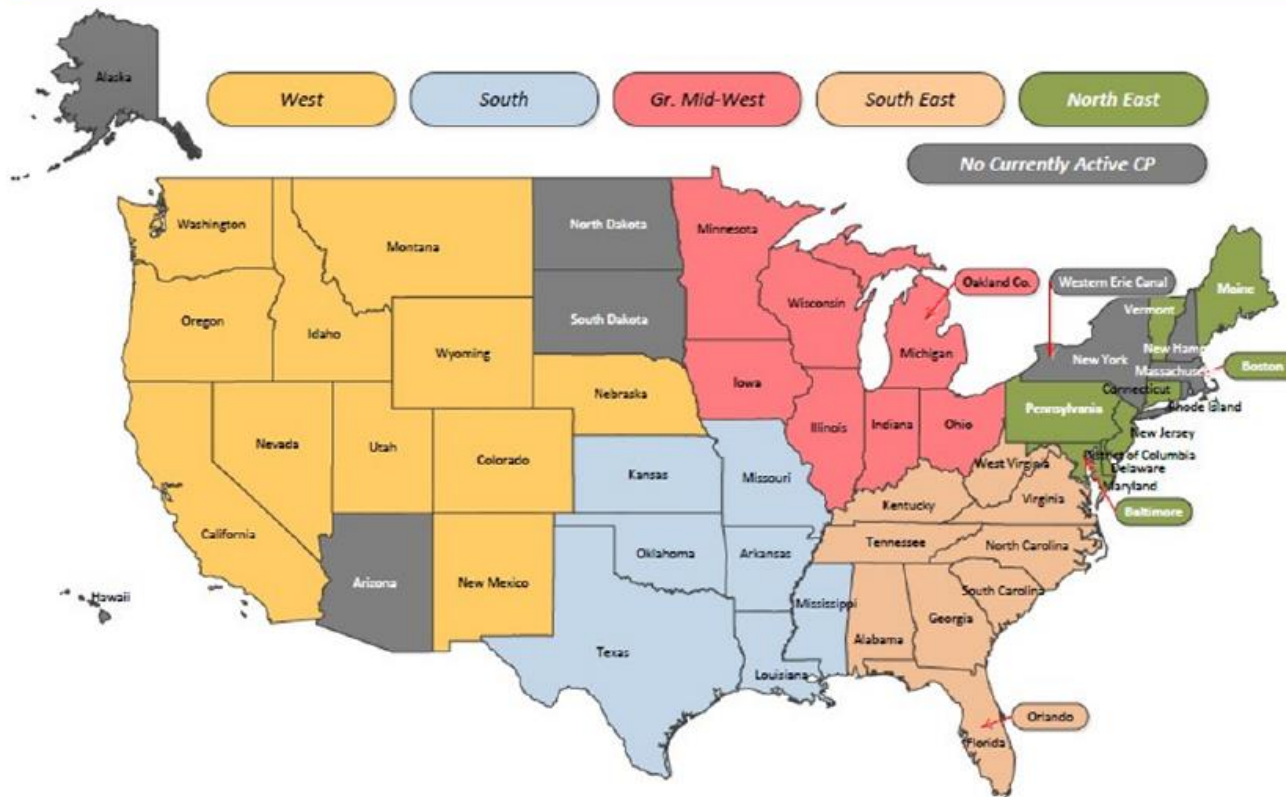 Alaska
West
South
Gr. Mid-West
South East
North East
No Currently Active CP
Washington
Montana
North Dakota
Minnesota
Oregon
Idaho
Wyoming
South Dakota
Wisconsin
Michigan
Oakland Co.
Western Erie Canal
Vermont
Maine
New York
New Hamp
Massachuse
Boston
Connecticut
Rhode Island
Nebraska
Iowa
Illinois
Indiana
Ohio
Pennsylvania
New Jersey
District of Columbia
Delaware
Maryland
Baltimore
Nevada
Utah
Colorado
Kansas
Missouri
West Virginia
Virginia
Kentucky
California
Arizona
New Mexico
Oklahoma
Arkansas
Tennessee
North Carolina
South Carolina
Hawaii
Texas
Louisiana
Mississippi
Alabama
Georgia
Orlando
Florida